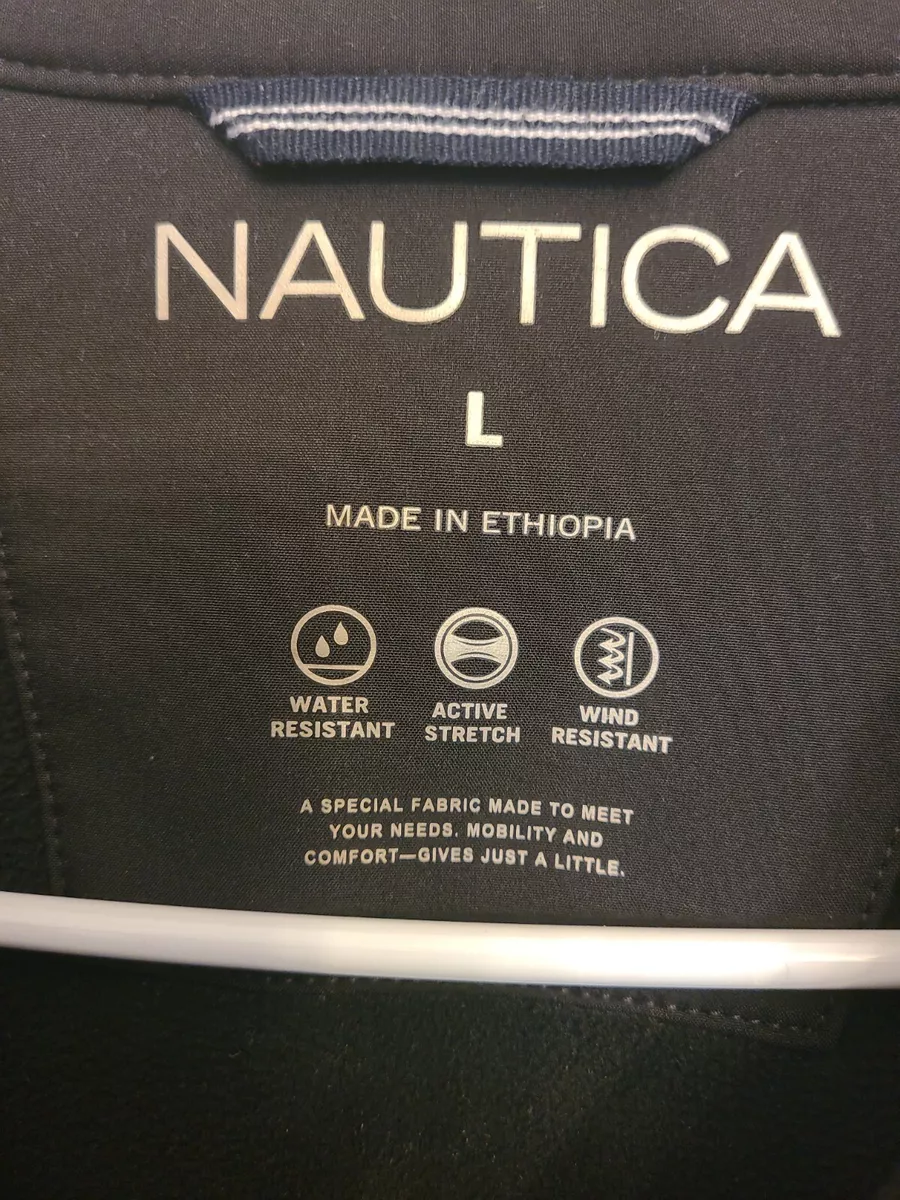 NAUTICA
L
MADE IN ETHIOPIA
WATER RESISTANT
ACTIVE STRETCH
WIND RESISTANT
A SPECIAL FABRIC MADE TO MEET
YOUR NEEDS. MOBILITY AND
COMFORT—GIVES JUST A LITTLE.